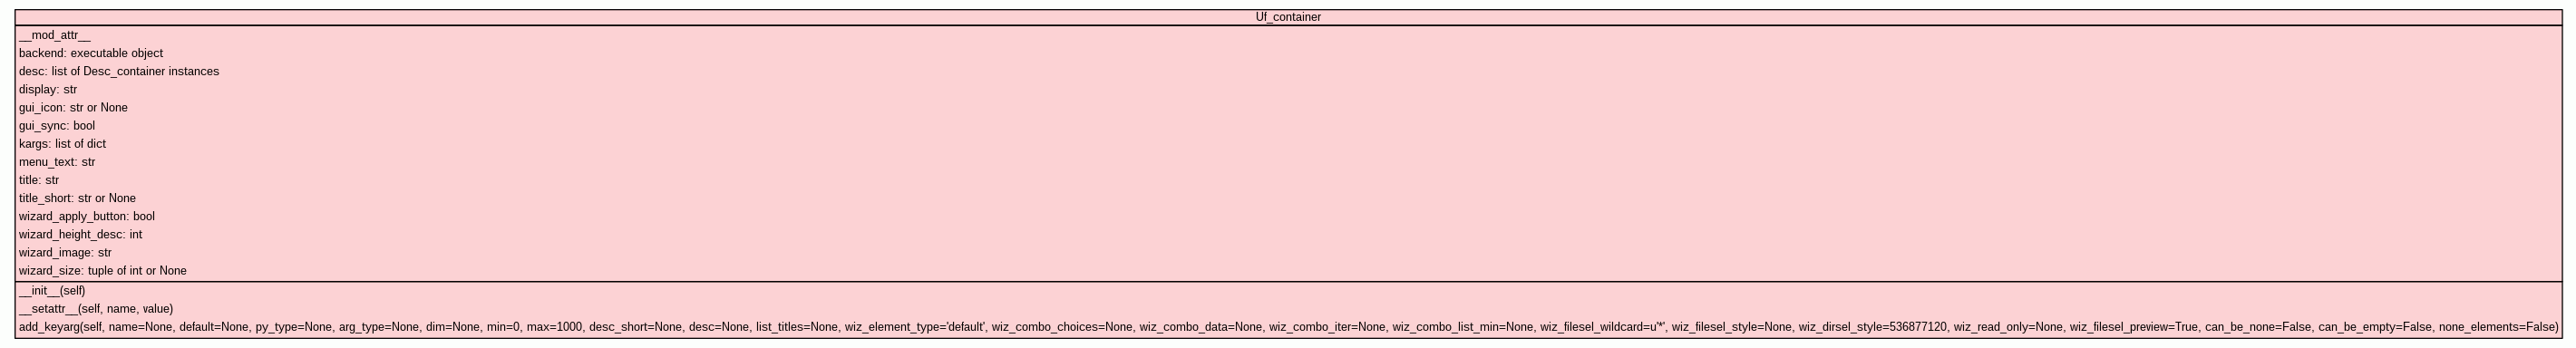 Uf_container
__mod_attr__
backend: executable object
desc: list of Desc_container instances
display: str
gui_icon: str or None
gui_sync: bool
kargs: list of dict
menu_text: str
title: str
title_short: str or None
wizard_apply_button: bool
wizard_height_desc: int
wizard_image: str
wizard_size: tuple of int or None
__init__(self)
__setattr__(self, name, value)
add_keyarg(self, name=None, default=None, py_type=None, arg_type=None, dim=None, min=0, max=1000, desc_short=None, desc=None, list_titles=None, wiz_element_type='default', wiz_combo_choices=None, wiz_combo_data=None, wiz_combo_iter=None, wiz_combo_list_min=None, wiz_filesel_wildcard=u'*', wiz_filesel_style=None, wiz_dirsel_style=536877120, wiz_read_only=None, wiz_filesel_preview=True, can_be_none=False, can_be_empty=False, none_elements=False)